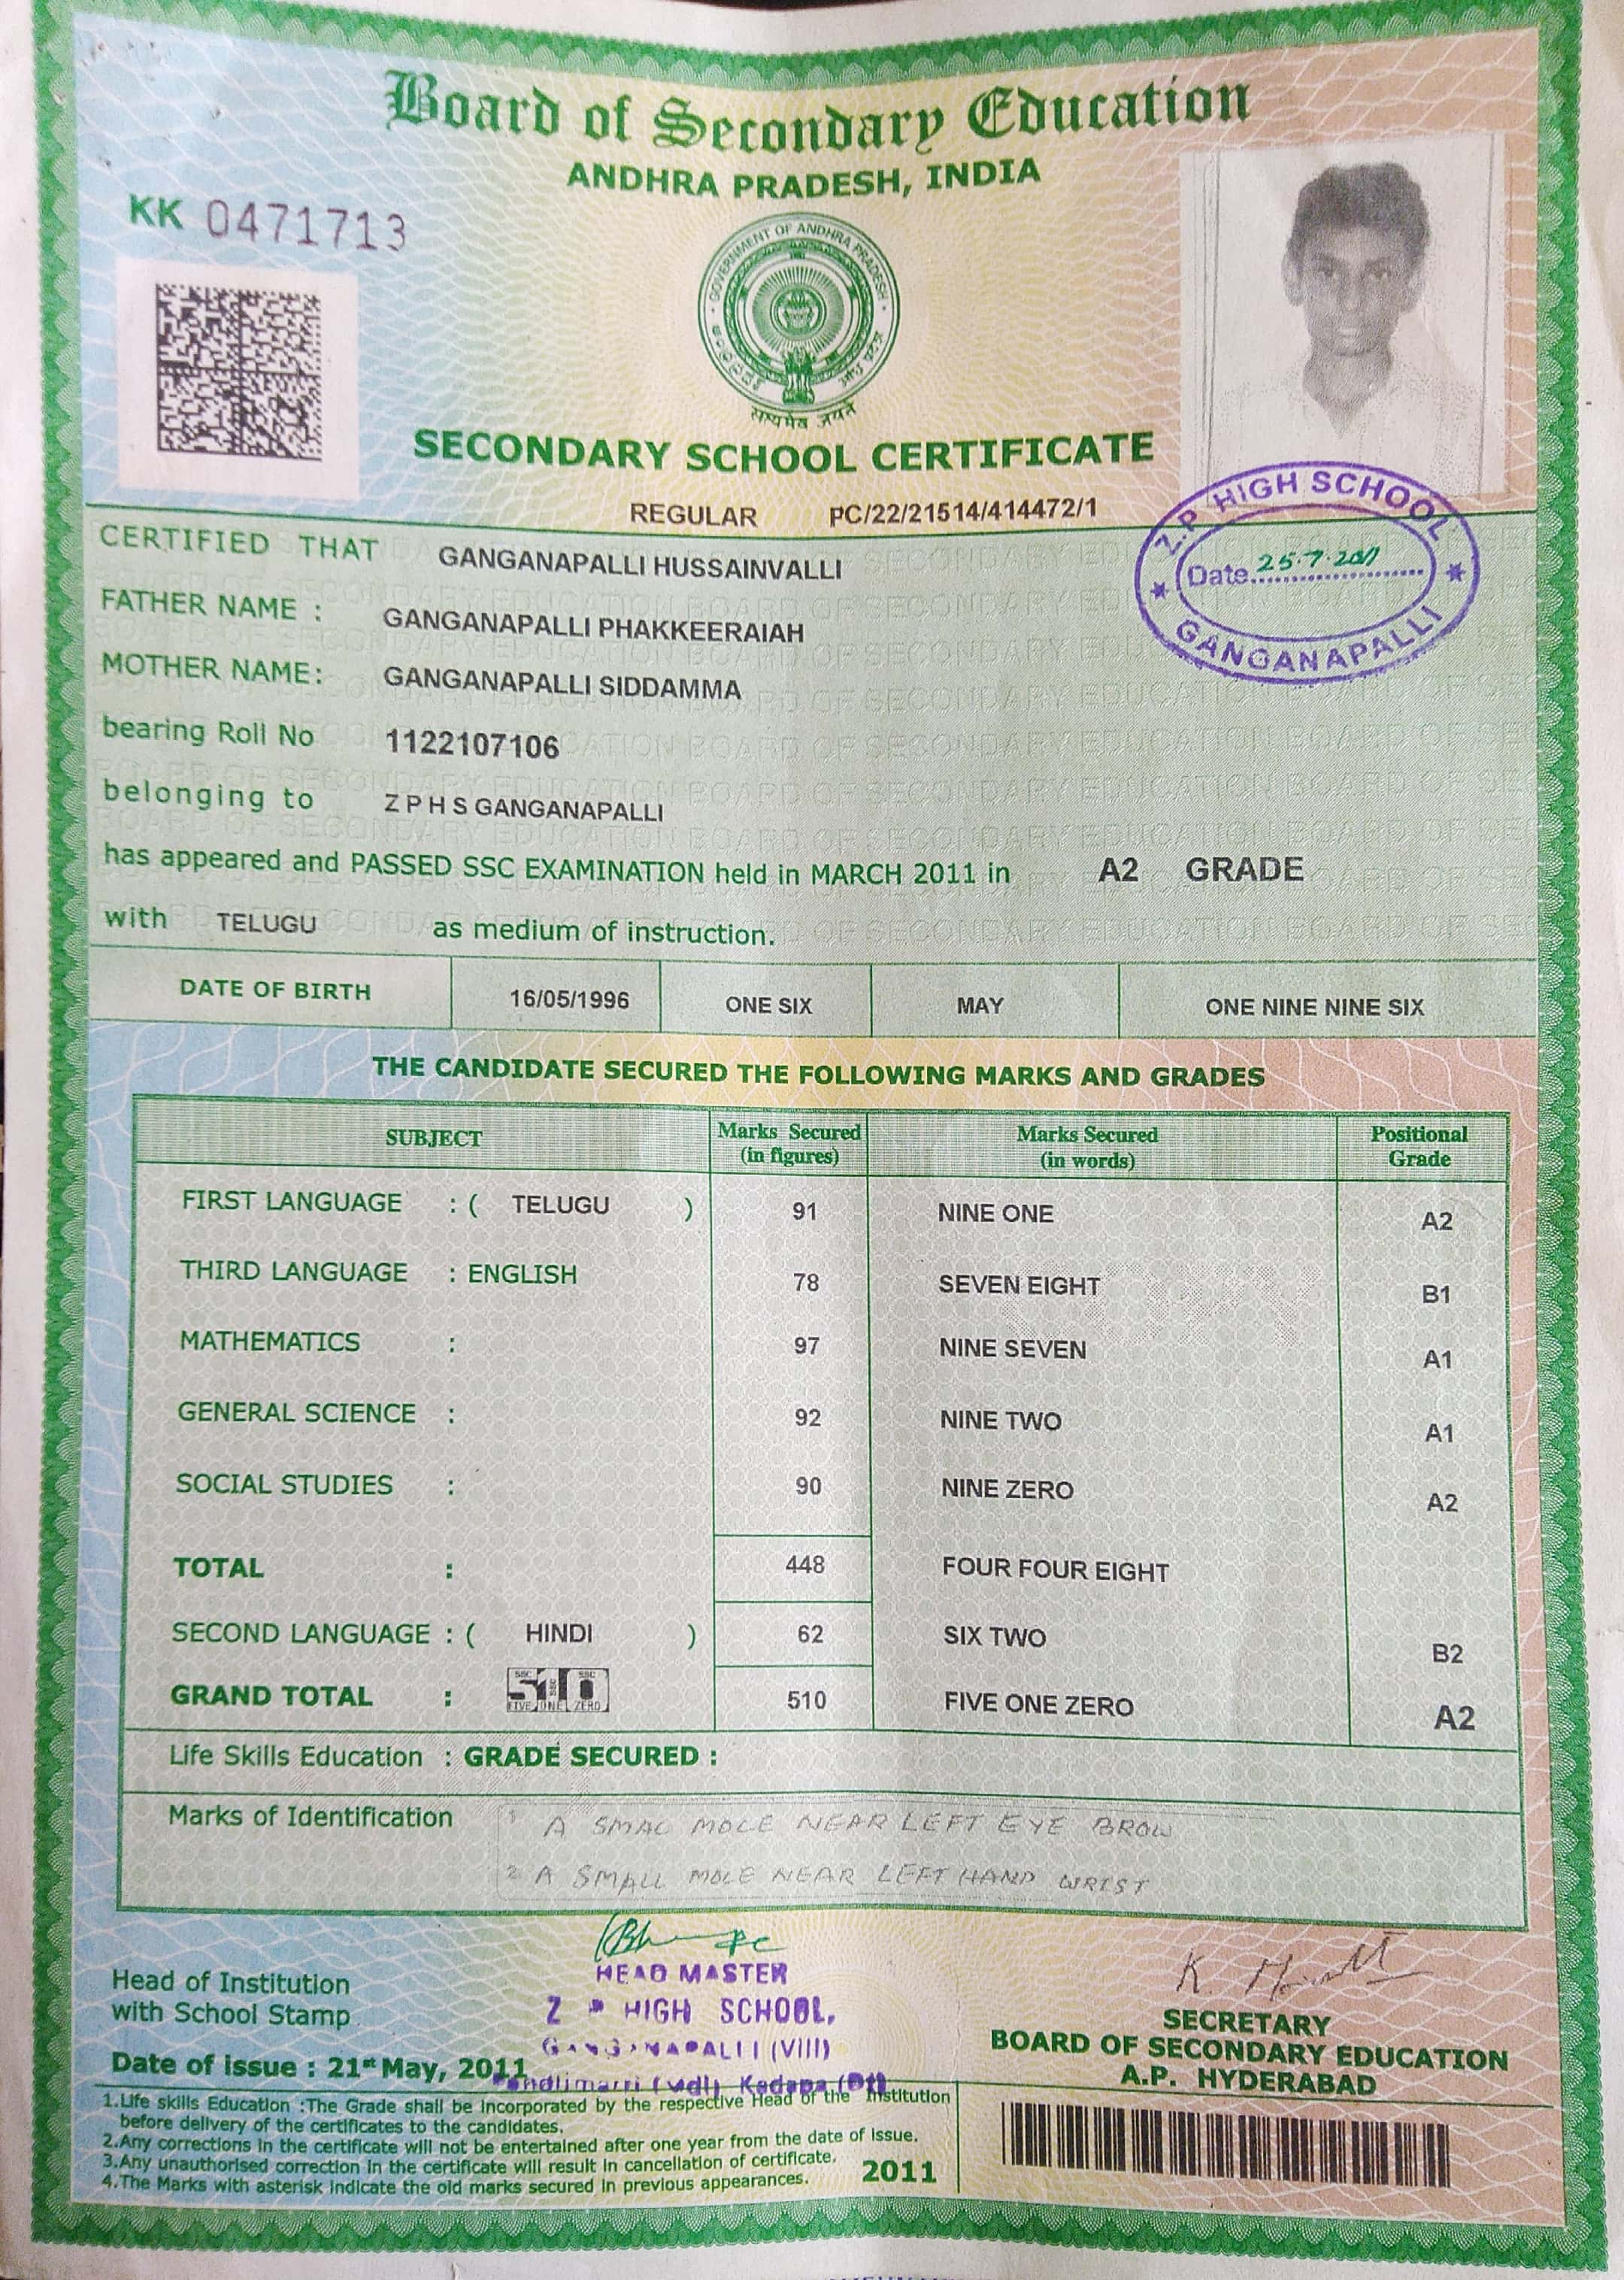 Board of Secondary Education
ANDHRA PRADESH, INDIA
KK 0471713
GOVERNMENT OF ANDHRA PRADESH
सत्यमेव जयते
SECONDARY SCHOOL CERTIFICATE
REGULAR PC/22/21514/414472/1
Z.P HIGH SCHOOL
Date 25.7.2011
GANGANAPALLI
CERTIFIED THAT GANGANAPALLI HUSSAINVALLI
FATHER NAME : GANGANAPALLI PHAKKEERAIAH
MOTHER NAME: GANGANAPALLI SIDDAMMA
bearing Roll No 1122107106
belonging to Z P H S GANGANAPALLI
has appeared and PASSED SSC EXAMINATION held in MARCH 2011 in A2 GRADE
with TELUGU as medium of instruction.
DATE OF BIRTH 16/05/1996 ONE SIX MAY ONE NINE NINE SIX
THE CANDIDATE SECURED THE FOLLOWING MARKS AND GRADES
SUBJECT Marks Secured (in figures) Marks Secured (in words) Positional Grade
FIRST LANGUAGE : ( TELUGU ) 91 NINE ONE A2
THIRD LANGUAGE : ENGLISH 78 SEVEN EIGHT B1
MATHEMATICS : 97 NINE SEVEN A1
GENERAL SCIENCE : 92 NINE TWO A1
SOCIAL STUDIES : 90 NINE ZERO A2
TOTAL : 448 FOUR FOUR EIGHT
SECOND LANGUAGE : ( HINDI ) 62 SIX TWO B2
GRAND TOTAL : 510 FIVE ONE ZERO A2
Life Skills Education : GRADE SECURED :
Marks of Identification
1 A SMAL MOLE NEAR LEFT EYE BROW
2 A SMALL MOLE NEAR LEFT HAND WRIST
Head of Institution
with School Stamp
HEAD MASTER
Z P HIGH SCHOOL,
GANGANAPALLI (Vill)
(Mdl), Kadapa (Dt)
Date of issue : 21st May, 2011
SECRETARY
BOARD OF SECONDARY EDUCATION
A.P. HYDERABAD
1.Life skills Education :The Grade shall be incorporated by the respective Head of the Institution
before delivery of the certificates to the candidates.
2.Any corrections in the certificate will not be entertained after one year from the date of issue.
3.Any unauthorised correction in the certificate will result in cancellation of certificate.
4.The Marks with asterisk indicate the old marks secured in previous appearances.
2011